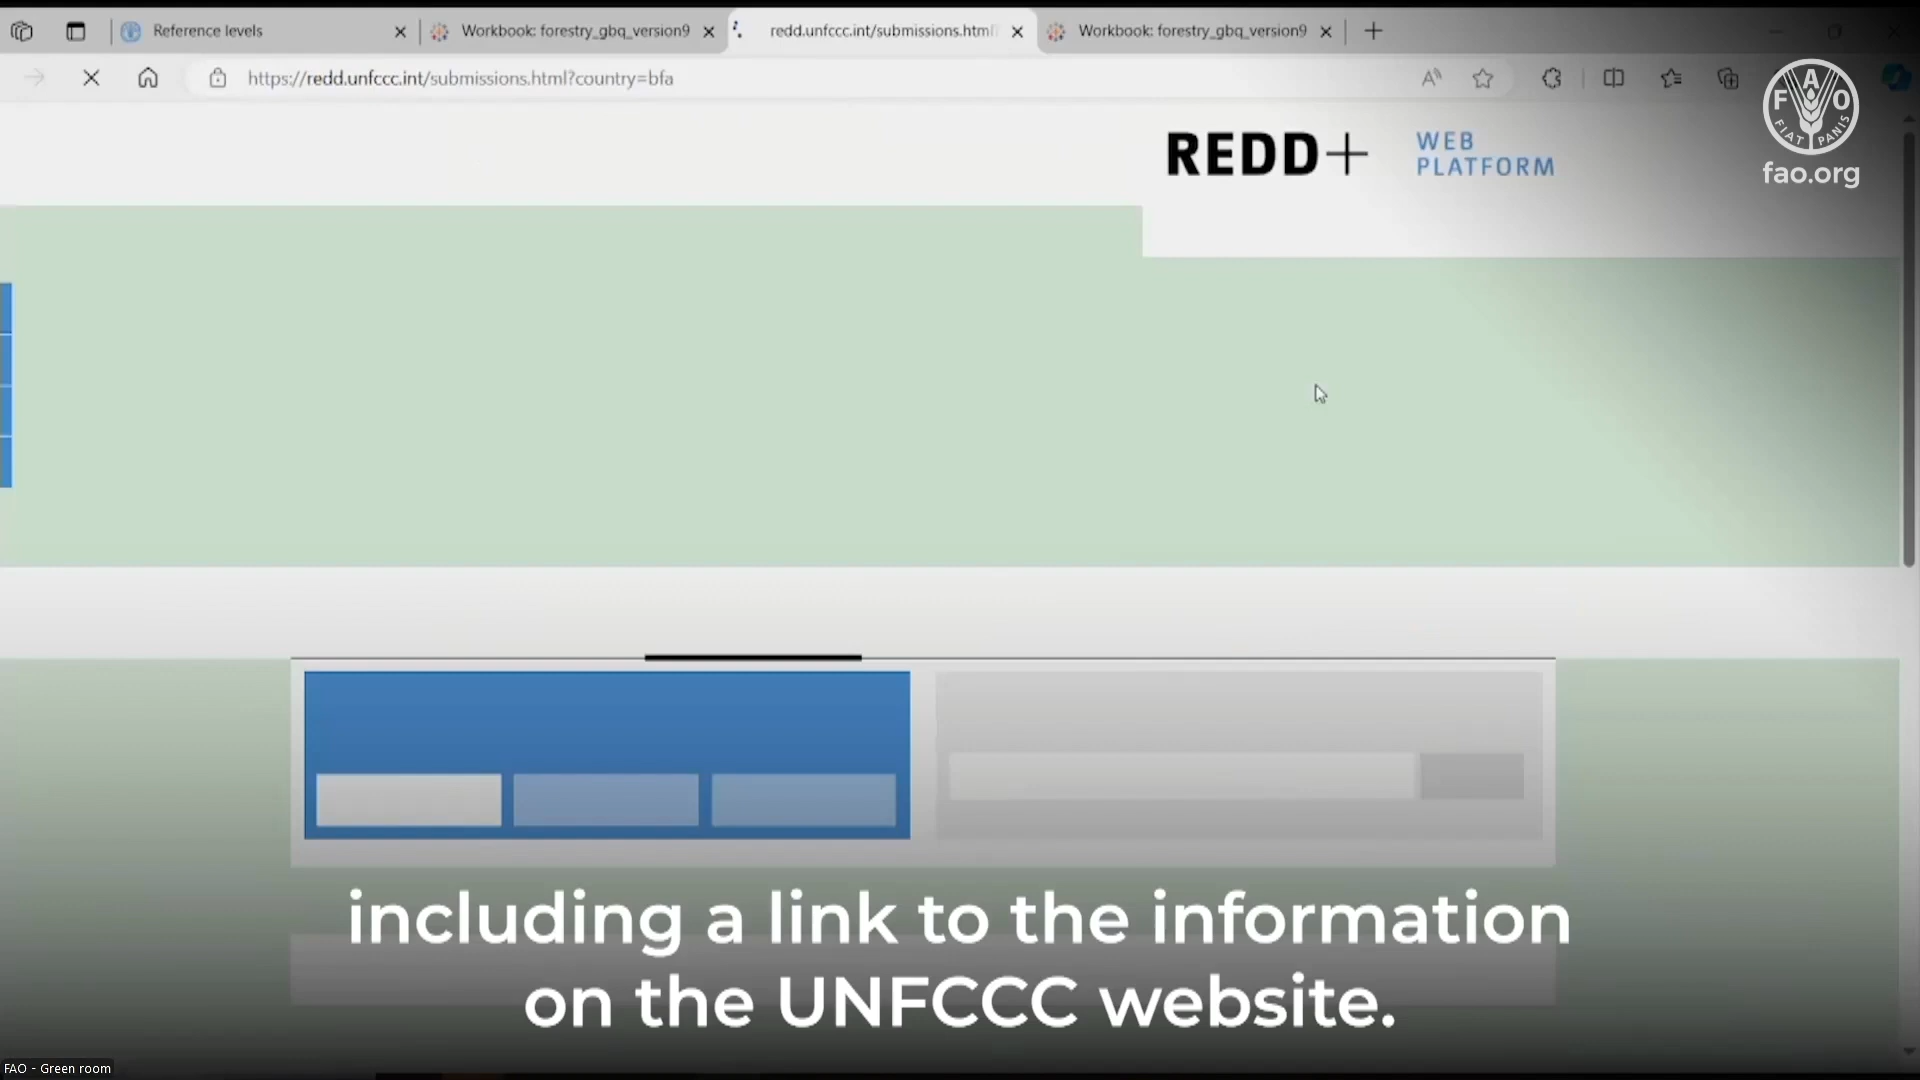 Reference levels
Workbook: forestry_gbq_version9
redd.unfccc.int/submissions.html
Workbook: forestry_gbq_version9
https://redd.unfccc.int/submissions.html?country=bfa
REDD+
WEB
PLATFORM
FAO
FIAT PANIS
fao.org
including a link to the information
on the UNFCCC website.
FAO - Green room